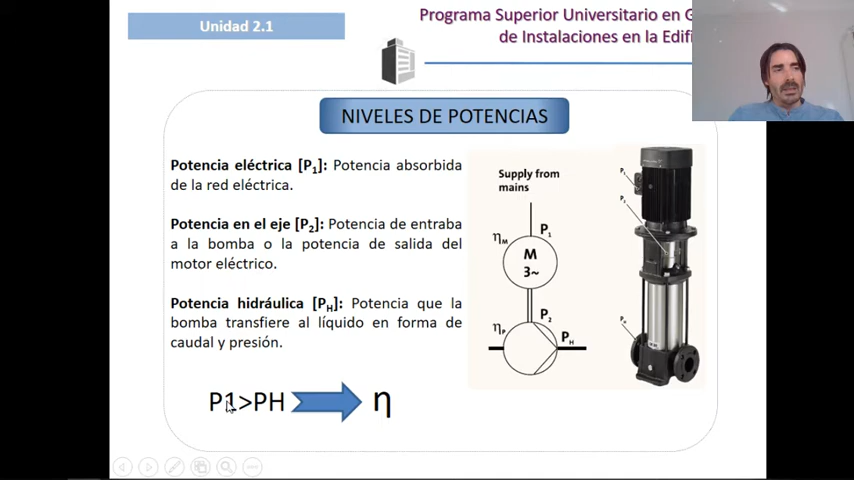 Unidad 2.1
Programa Superior Universitario en G
de Instalaciones en la Edifi
NIVELES DE POTENCIAS
Potencia eléctrica [P1]: Potencia absorbida
de la red eléctrica.
Potencia en el eje [P2]: Potencia de entraba
a la bomba o la potencia de salida del
motor eléctrico.
Potencia hidráulica [PH]: Potencia que la
bomba transfiere al líquido en forma de
caudal y presión.
P1>PH
η
Supply from
mains
P1
ηM
M
3~
P2
ηP
PH
P1
P2
PH